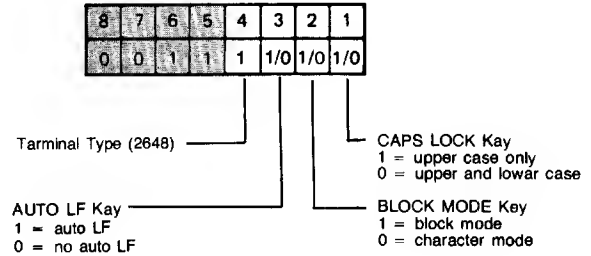 8 7 6 5 4 3 2 1
0 0 1 1 1 1/0 1/0 1/0
Tarminal Type (2648)
CAPS LOCK Kay
1 = upper case only
0 = upper and lowar case
AUTO LF Kay
1 = auto LF
0 = no auto LF
BLOCK MODE Key
1 = block mode
0 = character mode